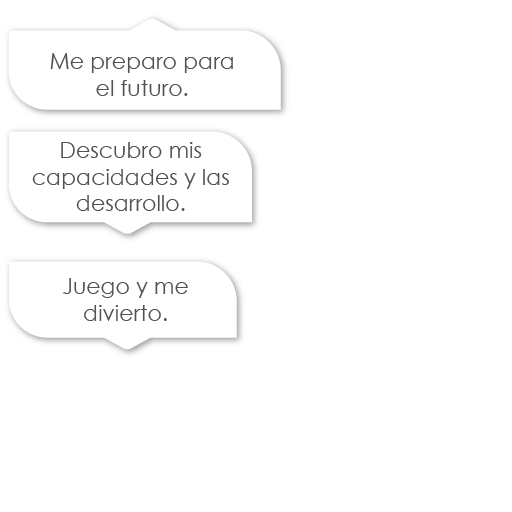 Me preparo para
el futuro.
Descubro mis
capacidades y las
desarrollo.
Juego y me
divierto.